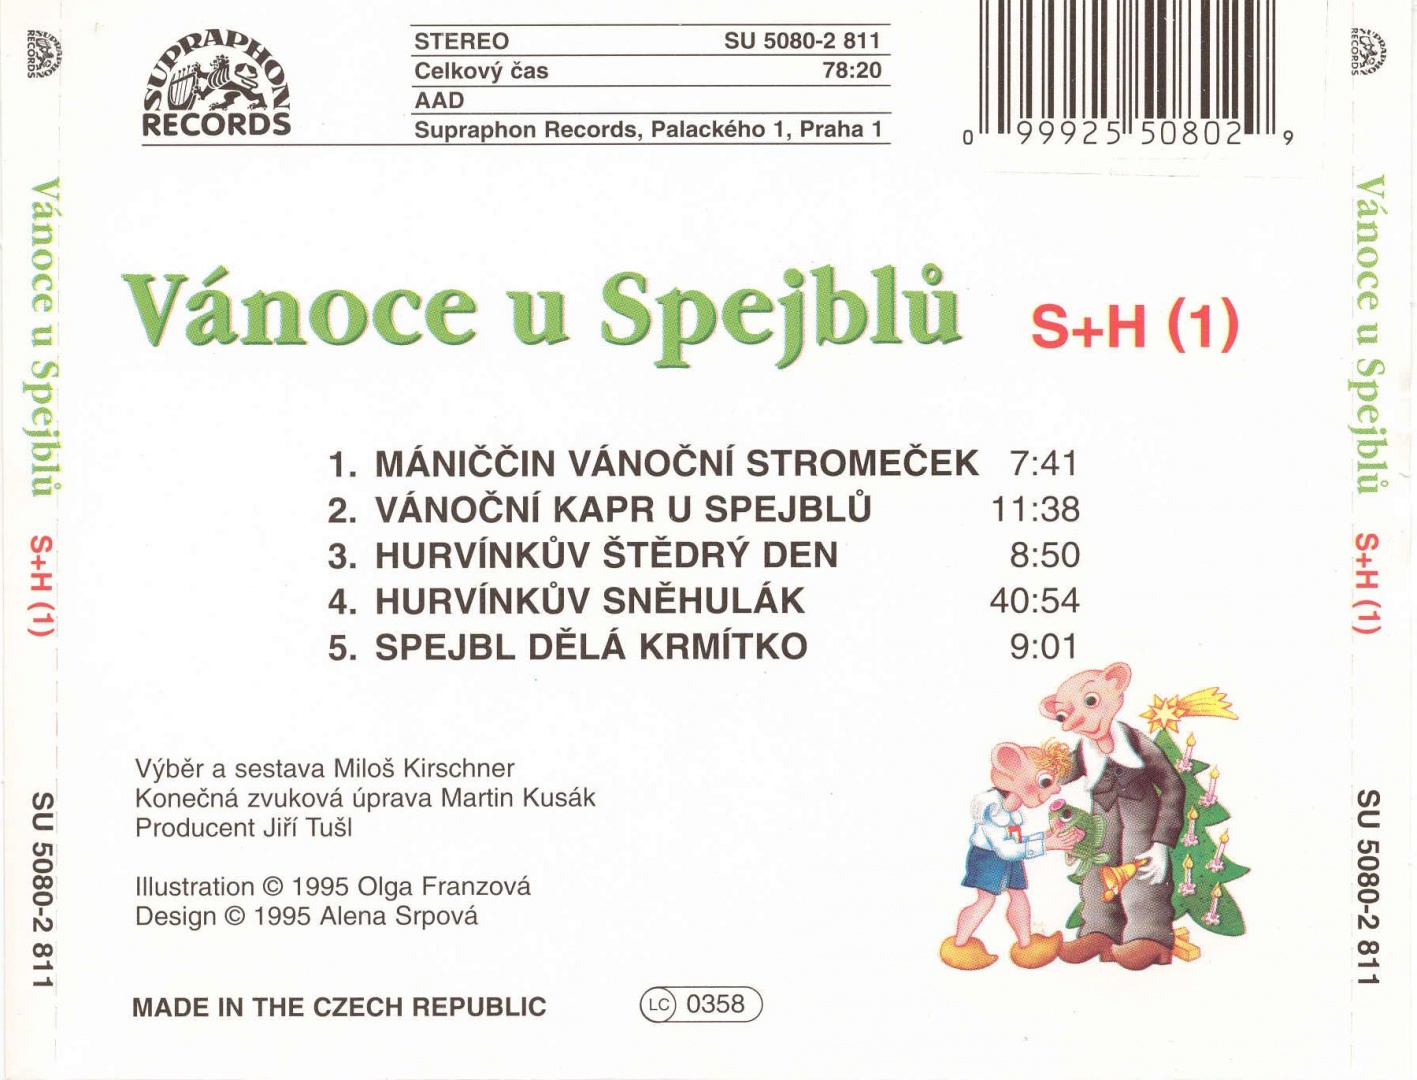 SUPRAPHON
RECORDS
STEREO SU 5080-2 811
Celkový čas 78:20
AAD
Supraphon Records, Palackého 1, Praha 1
0 99925 50802 9
Vánoce u Spejblů S+H (1)
1. MÁNIČČIN VÁNOČNÍ STROMEČEK 7:41
2. VÁNOČNÍ KAPR U SPEJBLŮ 11:38
3. HURVÍNKŮV ŠTĚDRÝ DEN 8:50
4. HURVÍNKŮV SNĚHULÁK 40:54
5. SPEJBL DĚLÁ KRMÍTKO 9:01
Výběr a sestava Miloš Kirschner
Konečná zvuková úprava Martin Kusák
Producent Jiří Tušl
Illustration © 1995 Olga Franzová
Design © 1995 Alena Srpová
MADE IN THE CZECH REPUBLIC
LC 0358
SUPRAPHON
RECORDS
Vánoce u Spejblů S+H (1) SU 5080-2 811
SUPRAPHON
RECORDS
Vánoce u Spejblů S+H (1) SU 5080-2 811